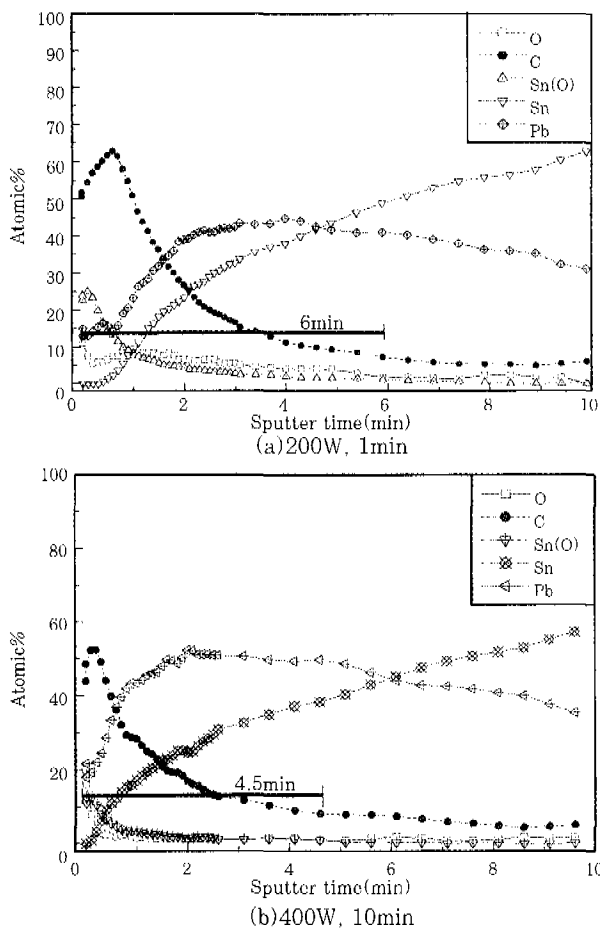 100
90
80
70
60
50
40
30
20
10
0
Atomic%
O
C
Sn(O)
Sn
Pb
6min
0 2 4 6 8 10
Sputter time(min)
(a)200W, 1min
100
80
60
40
20
0
Atomic%
O
C
Sn(O)
Sn
Pb
4.5min
0 2 4 6 8 10
Sputter time(min)
(b)400W, 10min